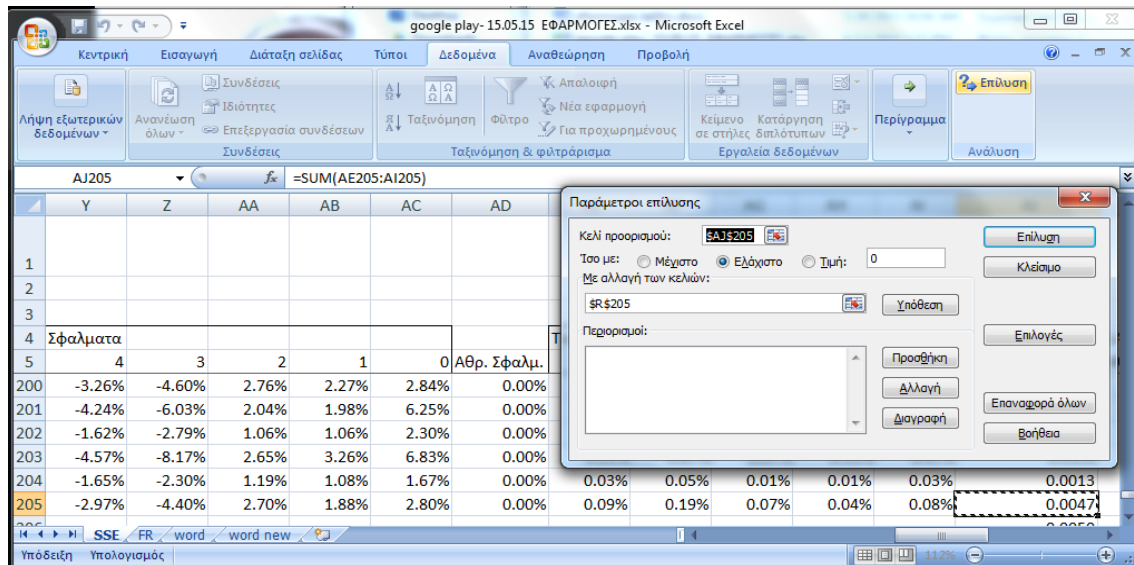 google play- 15.05.15 ΕΦΑΡΜΟΓΕΣ.xlsx - Microsoft Excel
Κεντρική Εισαγωγή Διάταξη σελίδας Τύποι Δεδομένα Αναθεώρηση Προβολή
Λήψη εξωτερικών δεδομένων
Ανανέωση όλων
Συνδέσεις
Ιδιότητες
Επεξεργασία συνδέσεων
Συνδέσεις
Ταξινόμηση
Φίλτρο
Απαλοιφή
Νέα εφαρμογή
Για προχωρημένους
Ταξινόμηση & φιλτράρισμα
Κείμενο σε στήλες
Κατάργηση διπλότυπων
Εργαλεία δεδομένων
Περίγραμμα
Επίλυση
Ανάλυση
AJ205 fx =SUM(AE205:AI205)
Y Z AA AB AC AD
1
2
3
4 Σφαλματα
5 4 3 2 1 0 Αθρ. Σφαλμ.
200 -3.26% -4.60% 2.76% 2.27% 2.84% 0.00%
201 -4.24% -6.03% 2.04% 1.98% 6.25% 0.00%
202 -1.62% -2.79% 1.06% 1.06% 2.30% 0.00%
203 -4.57% -8.17% 2.65% 3.26% 6.83% 0.00%
204 -1.65% -2.30% 1.19% 1.08% 1.67% 0.00% 0.03% 0.05% 0.01% 0.01% 0.03% 0.0013
205 -2.97% -4.40% 2.70% 1.88% 2.80% 0.00% 0.09% 0.19% 0.07% 0.04% 0.08% 0.0047
Παράμετροι επίλυσης
Κελί προορισμού: $AJ$205
Ίσο με: Μέγιστο Ελάχιστο Τιμή: 0
Με αλλαγή των κελιών:
$R$205
Υπόθεση
Περιορισμοί:
Προσθήκη
Αλλαγή
Διαγραφή
Επίλυση
Κλείσιμο
Επιλογές
Επαναφορά όλων
Βοήθεια
SSE FR word word new
Υπόδειξη Υπολογισμός 112%